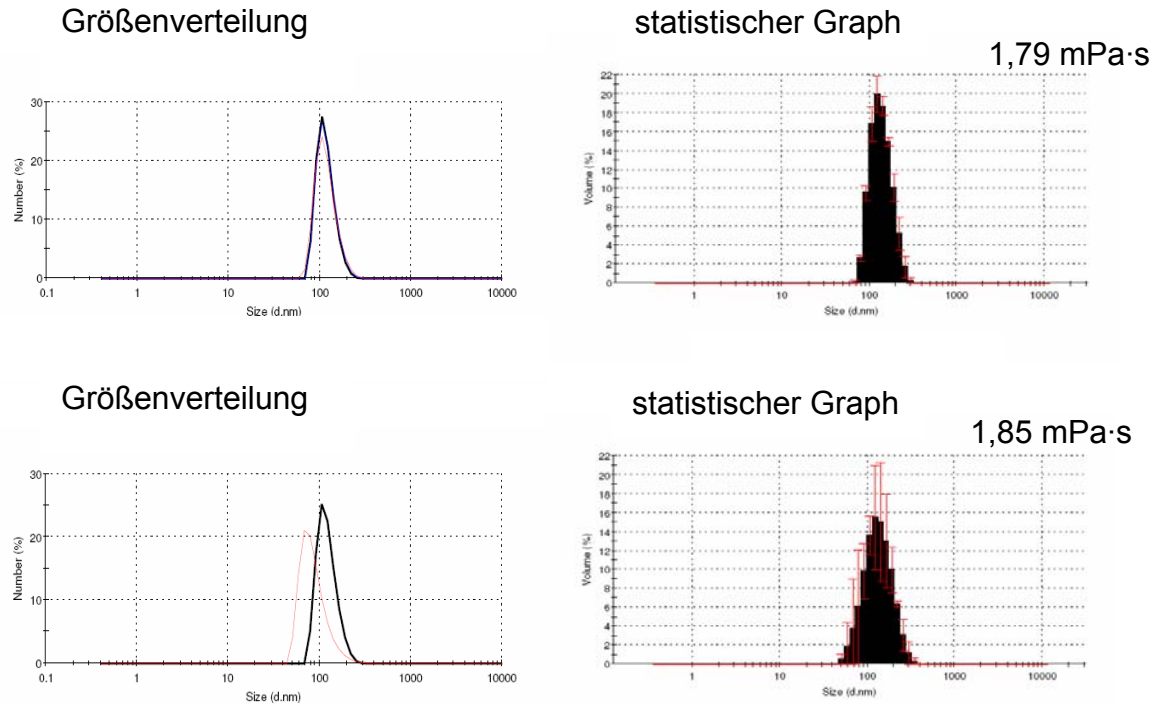 Größenverteilung
statistischer Graph
1,79 mPa·s
30
20
10
0
Number (%)
0.1 1 10 100 1000 10000
Size (d.nm)
22
20
18
16
14
12
10
8
6
4
2
0
Volume (%)
1 10 100 1000 10000
Size (d.nm)
Größenverteilung
statistischer Graph
1,85 mPa·s
30
20
10
0
Number (%)
0.1 1 10 100 1000 10000
Size (d.nm)
22
20
18
16
14
12
10
8
6
4
2
0
Volume (%)
1 10 100 1000 10000
Size (d.nm)